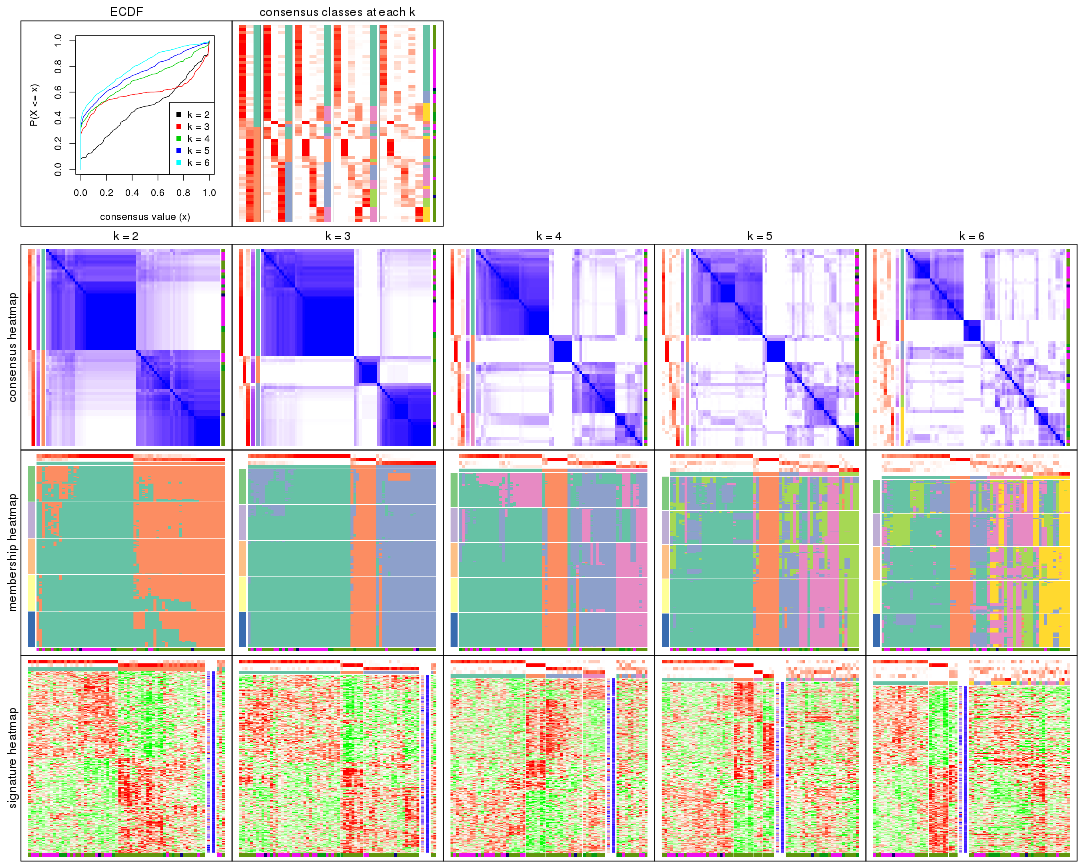 ECDF
consensus classes at each k
P(X <= x)
1.0
0.8
0.6
0.4
0.2
0.0
k = 2
k = 3
k = 4
k = 5
k = 6
0.0 0.2 0.4 0.6 0.8 1.0
consensus value (x)
k = 2
k = 3
k = 4
k = 5
k = 6
consensus heatmap
membership heatmap
signature heatmap